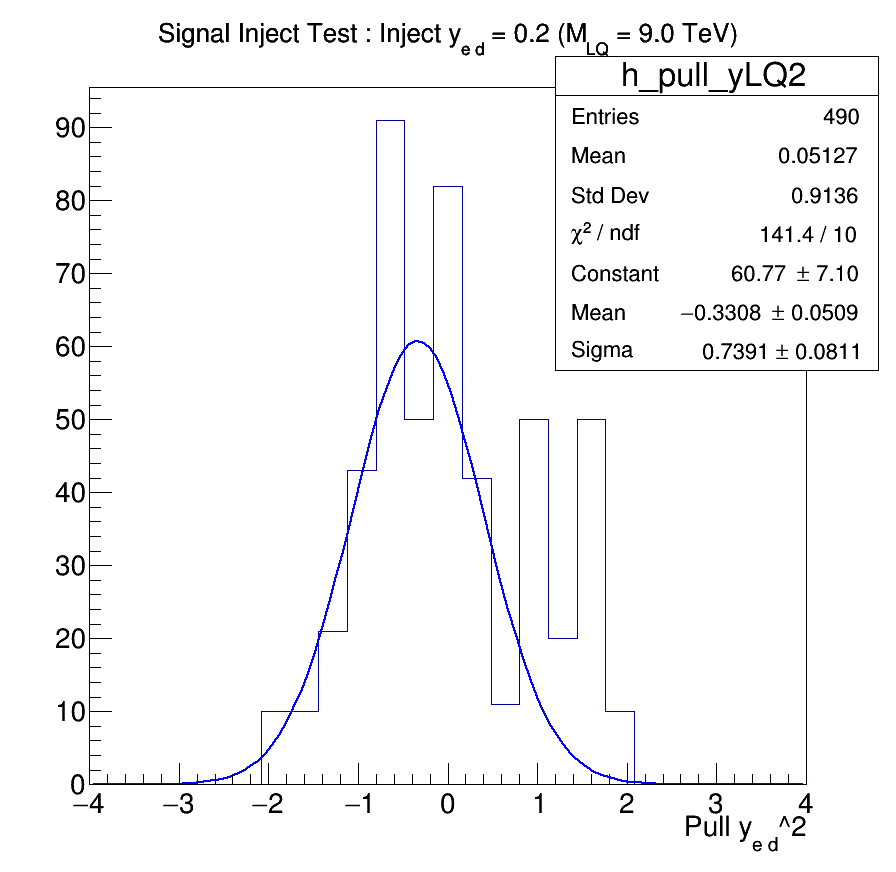 Signal Inject Test : Inject y_{e d} = 0.2 (M_{LQ} = 9.0 TeV)
h_pull_yLQ2
Entries 490
Mean 0.05127
Std Dev 0.9136
χ² / ndf 141.4 / 10
Constant 60.77 ± 7.10
Mean −0.3308 ± 0.0509
Sigma 0.7391 ± 0.0811
90
80
70
60
50
40
30
20
10
0
−4 −3 −2 −1 0 1 2 3 4
Pull y_{e d}^2